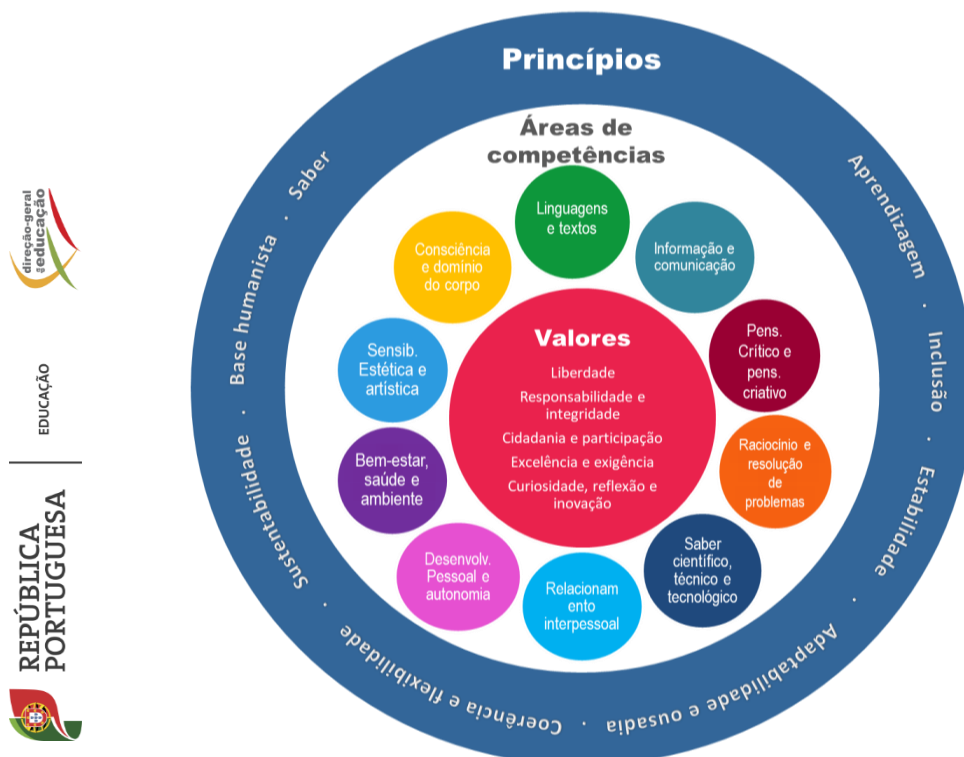 Princípios
Saber
·
Base humanista
·
Sustentabilidade
·
Coerência e flexibilidade
·
Adaptabilidade e ousadia
·
Estabilidade
·
Inclusão
·
Aprendizagem
Áreas de
competências
Linguagens
e textos
Informação e
comunicação
Pens.
Crítico e
pens.
criativo
Raciocínio e
resolução
de
problemas
Saber
científico,
técnico e
tecnológico
Relacionam
ento
interpessoal
Desenvolv.
Pessoal e
autonomia
Bem-estar,
saúde e
ambiente
Sensib.
Estética e
artística
Consciência
e domínio
do corpo
Valores
Liberdade
Responsabilidade e
integridade
Cidadania e participação
Excelência e exigência
Curiosidade, reflexão e
inovação
REPÚBLICA
PORTUGUESA
EDUCAÇÃO
direção-geral
da educação